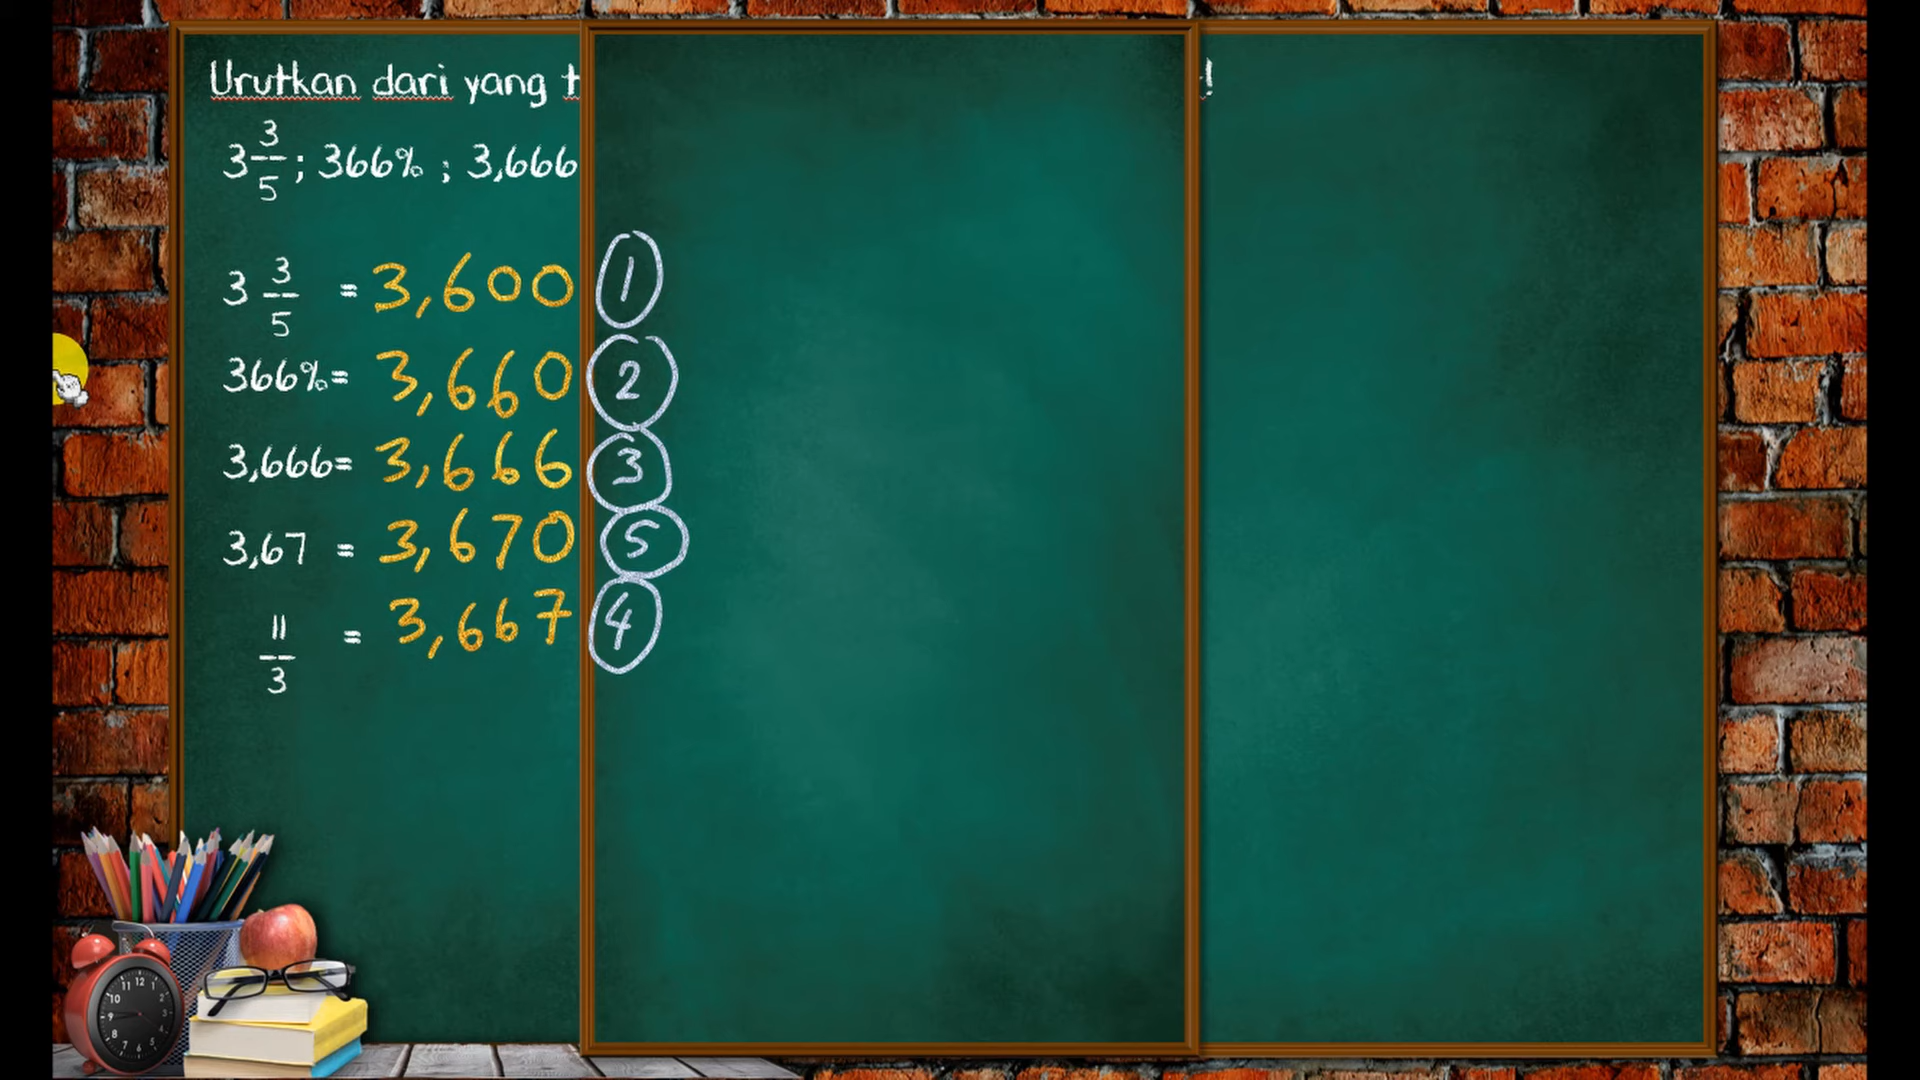 Urutkan dari yang t !
3 3/5 ; 366% ; 3,666
3 3/5 = 3,600 1
366% = 3,660 2
3,666 = 3,666 3
3,67 = 3,670 5
11/3 = 3,667 4